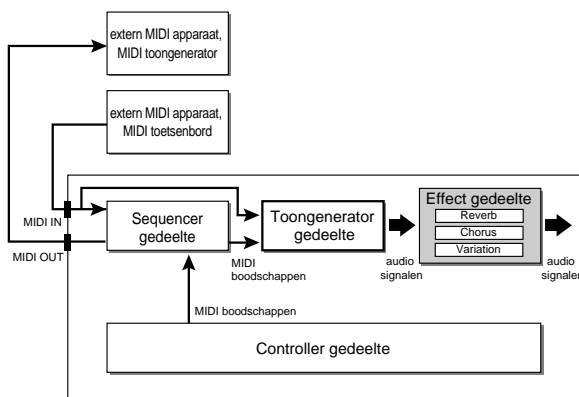 extern MIDI apparaat,
MIDI toongenerator
extern MIDI apparaat,
MIDI toetsenbord
MIDI IN
MIDI OUT
Sequencer
gedeelte
Toongenerator
gedeelte
Effect gedeelte
Reverb
Chorus
Variation
MIDI
boodschappen
audio
signalen
audio
signalen
MIDI boodschappen
Controller gedeelte